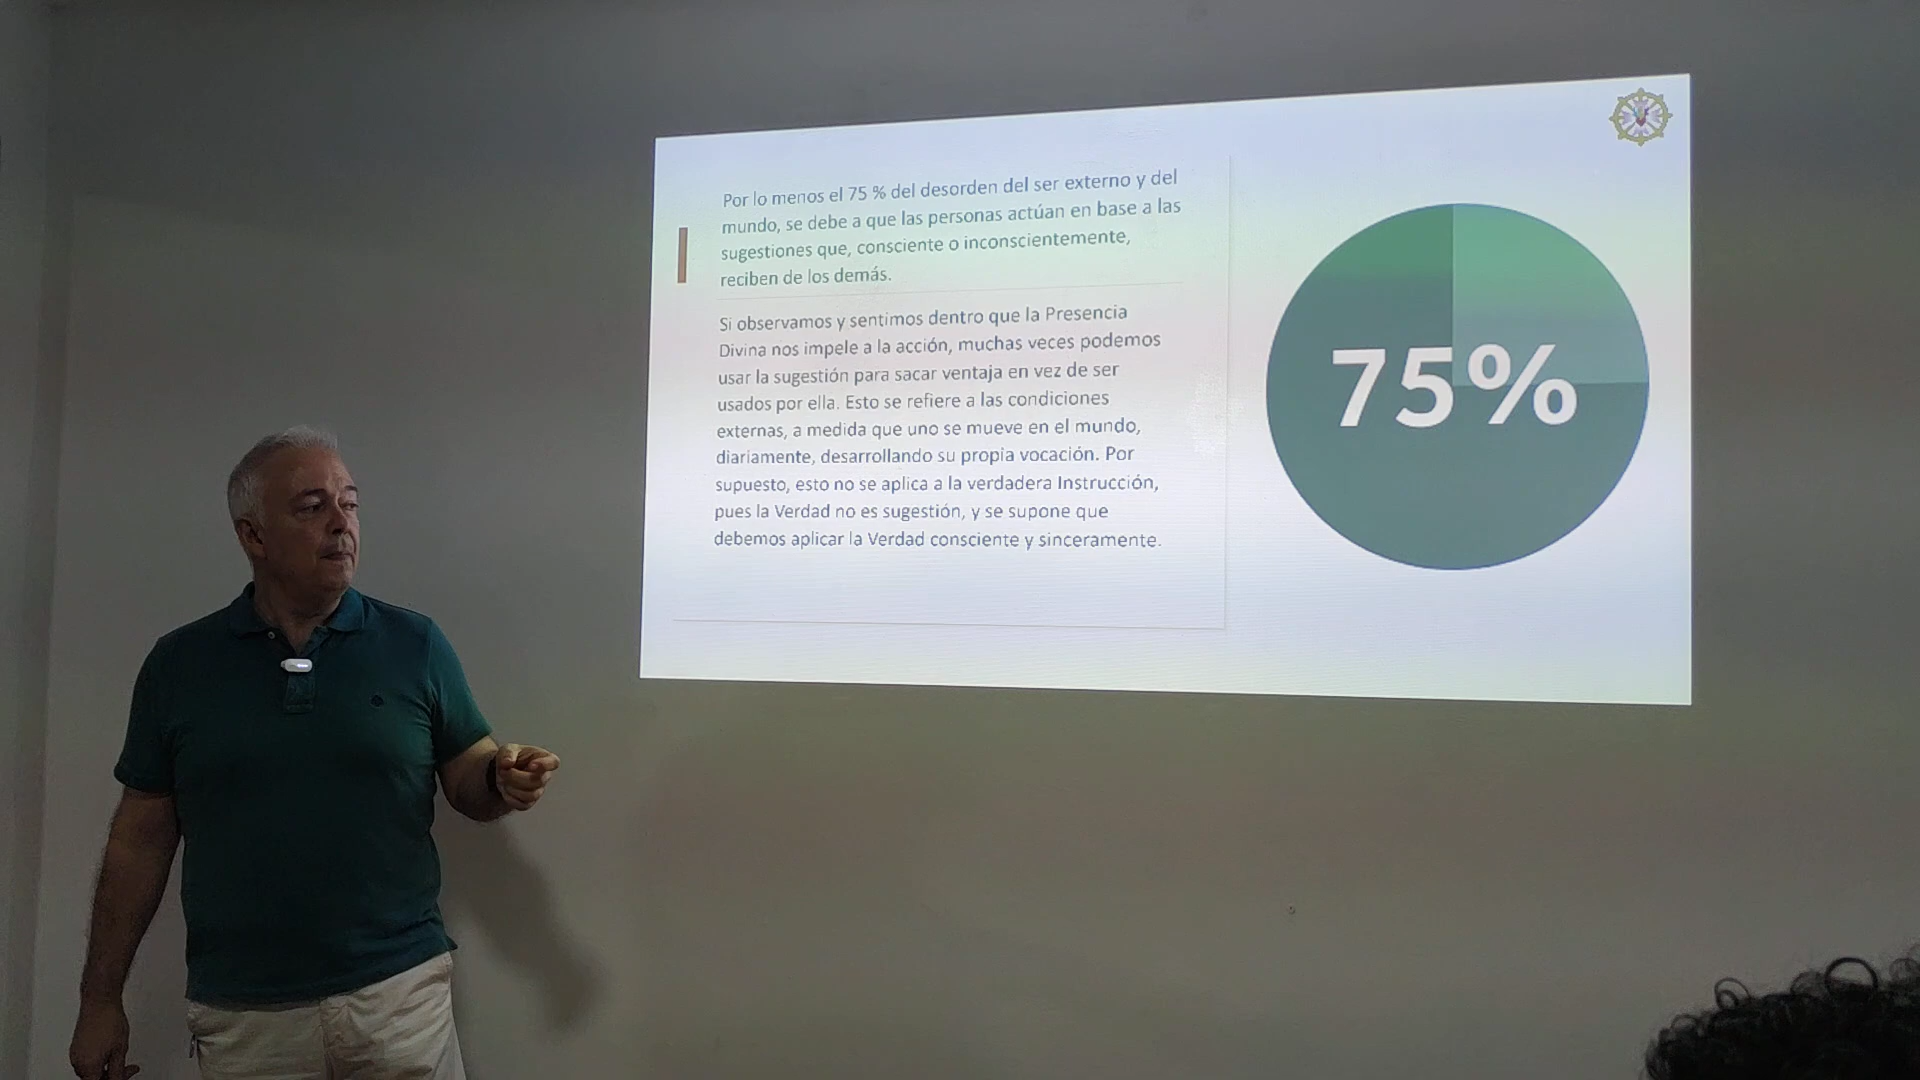 Por lo menos el 75 % del desorden del ser externo y del
mundo, se debe a que las personas actúan en base a las
sugestiones que, consciente o inconscientemente,
reciben de los demás.
Si observamos y sentimos dentro que la Presencia
Divina nos impele a la acción, muchas veces podemos
usar la sugestión para sacar ventaja en vez de ser
usados por ella. Esto se refiere a las condiciones
externas, a medida que uno se mueve en el mundo,
diariamente, desarrollando su propia vocación. Por
supuesto, esto no se aplica a la verdadera Instrucción,
pues la Verdad no es sugestión, y se supone que
debemos aplicar la Verdad consciente y sinceramente.
75%